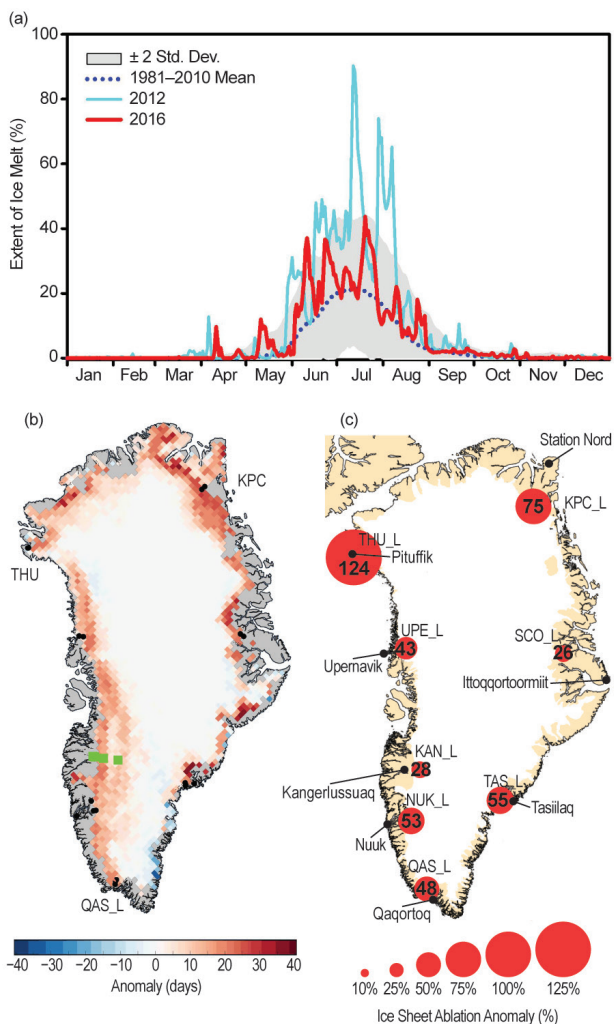 (a)
100
80
60
40
20
0
Extent of Ice Melt (%)
± 2 Std. Dev.
1981–2010 Mean
2012
2016
Jan Feb Mar Apr May Jun Jul Aug Sep Oct Nov Dec
(b)
KPC
THU
QAS_L
−40 −30 −20 −10 0 10 20 30 40
Anomaly (days)
(c)
Station Nord
75
KPC_L
THU_L
Pituffik
124
UPE_L
43
Upernavik
SCO_L
26
Ittoqqortoormiit
KAN_L
28
Kangerlussuaq
TAS_L
55
Tasiilaq
NUK_L
53
Nuuk
QAS_L
48
Qaqortoq
10% 25% 50% 75% 100% 125%
Ice Sheet Ablation Anomaly (%)